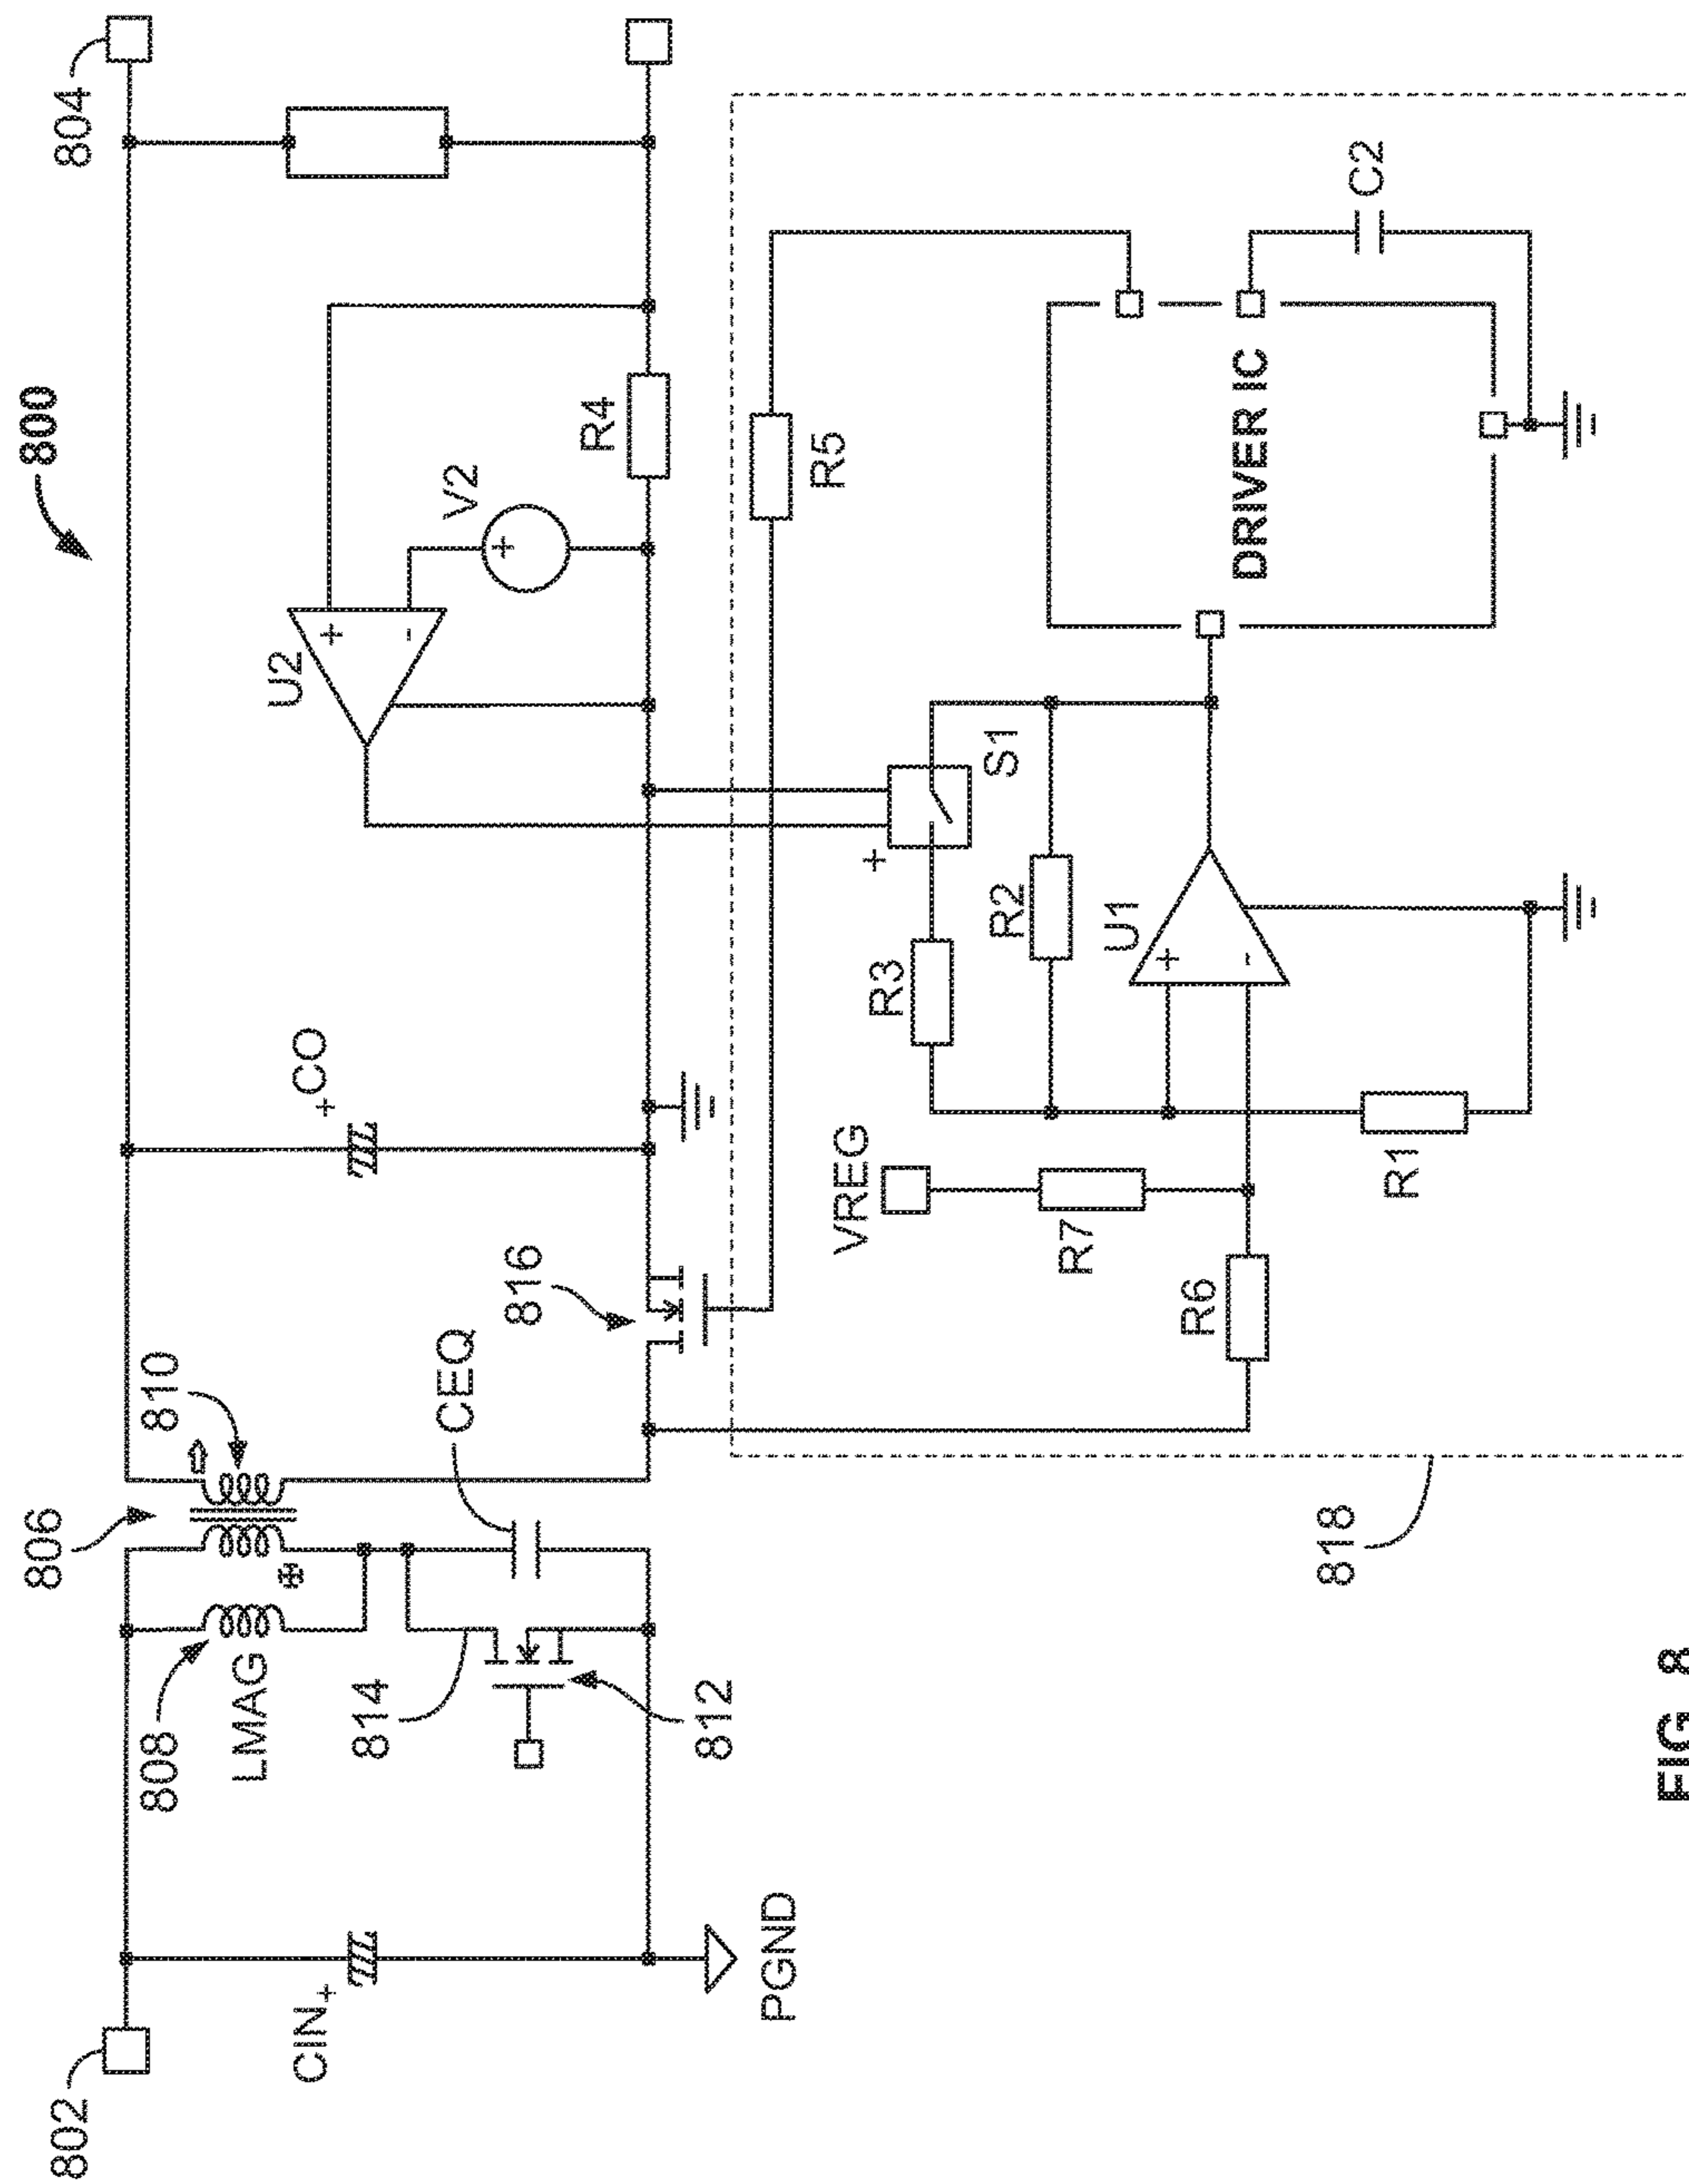 800
802
804
806
810
808
LMAG
CIN
+
814
812
CEQ
PGND
816
+
CO
U2
+
-
V2
+
R4
818
VREG
R7
R6
R5
R3
+
S1
R2
U1
+
-
R1
DRIVER IC
C2
FIG. 8